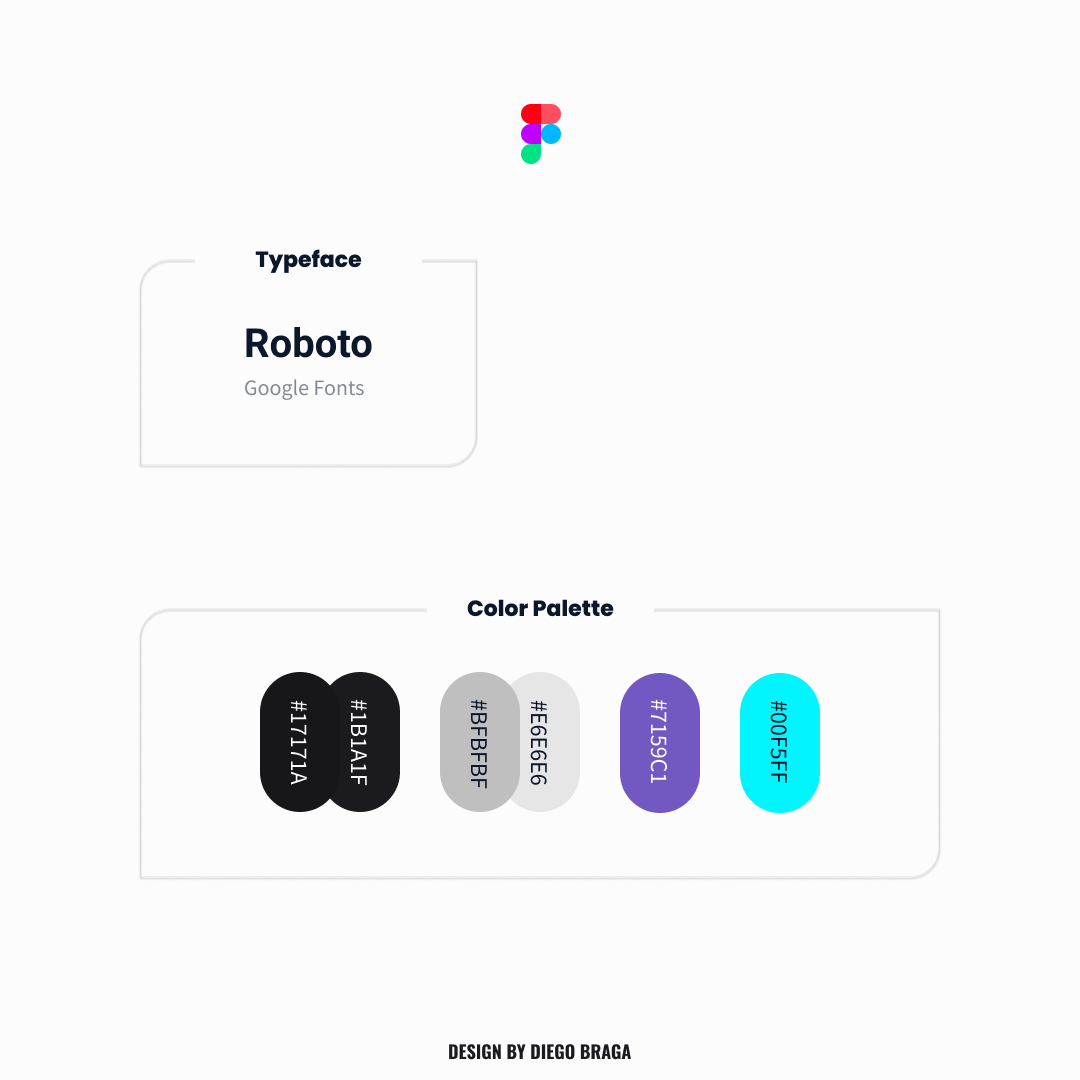 Typeface
Roboto
Google Fonts
Color Palette
#17171A
#1B1A1F
#BFBFBF
#E6E6E6
#7159C1
#00F5FF
DESIGN BY DIEGO BRAGA